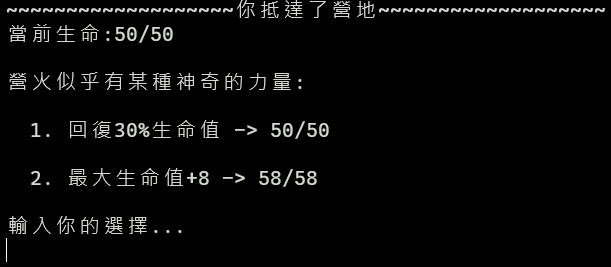 ~~~~~~~~~~~~~~~~~~~你抵達了營地~~~~~~~~~~~~~~~~~~~
當前生命:50/50
營火似乎有某種神奇的力量:
1. 回復30%生命值 -> 50/50
2. 最大生命值+8 -> 58/58
輸入你的選擇...